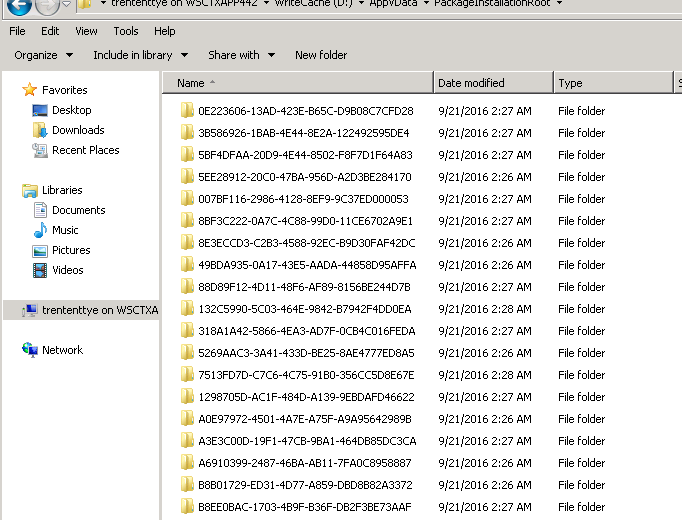 trententtye on WSCTXAPP442 WriteCache (D:) AppVData PackageInstallationRoot
File Edit View Tools Help
Organize Include in library Share with New folder
Name Date modified Type
Favorites
Desktop
Downloads
Recent Places
Libraries
Documents
Music
Pictures
Videos
trententtye on WSCTXA
Network
0E223606-13AD-423E-B65C-D9B08C7CFD28 9/21/2016 2:27 AM File folder
3B586926-1BAB-4E44-8E2A-122492595DE4 9/21/2016 2:27 AM File folder
5BF4DFAA-20D9-4E44-8502-F8F7D1F64A83 9/21/2016 2:27 AM File folder
5EE28912-20C0-47BA-956D-A2D3BE284170 9/21/2016 2:26 AM File folder
007BF116-2986-4128-8EF9-9C37ED000053 9/21/2016 2:27 AM File folder
8BF3C222-0A7C-4C88-99D0-11CE6702A9E1 9/21/2016 2:26 AM File folder
8E3ECCD3-C2B3-4588-92EC-B9D30FAF42DC 9/21/2016 2:26 AM File folder
49BDA935-0A17-43E5-AADA-44858D95AFFA 9/21/2016 2:27 AM File folder
88D89F12-4D11-48F6-AF89-8156BE244D7B 9/21/2016 2:27 AM File folder
132C5990-5C03-464E-9842-B7942F4DD0EA 9/21/2016 2:28 AM File folder
318A1A42-5866-4EA3-AD7F-0CB4C016FEDA 9/21/2016 2:27 AM File folder
5269AAC3-3A41-433D-BE25-8AE4777ED8A5 9/21/2016 2:27 AM File folder
7513FD7D-C7C6-4C75-91B0-356CC5D8E67E 9/21/2016 2:28 AM File folder
1298705D-AC1F-484D-A139-9EBDAFD46622 9/21/2016 2:27 AM File folder
A0E97972-4501-4A7E-A75F-A9A95642989B 9/21/2016 2:26 AM File folder
A3E3C00D-19F1-47CB-9BA1-464DB85DC3CA 9/21/2016 2:27 AM File folder
A6910399-2487-46BA-AB11-7FA0C8958887 9/21/2016 2:26 AM File folder
B8B01729-ED31-4D77-A859-DBD8B82A3372 9/21/2016 2:26 AM File folder
B8EE0BAC-1703-4B9F-B36F-DB2F3BE73AAF 9/21/2016 2:27 AM File folder